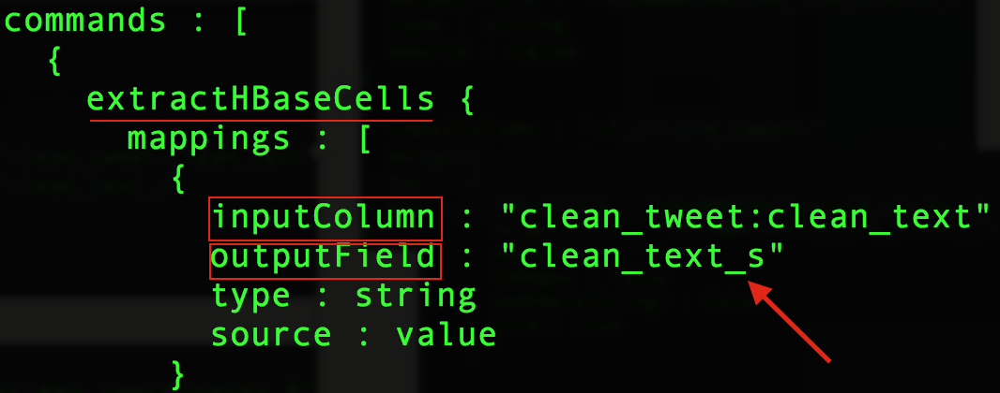 commands : [
{
extractHBaseCells {
mappings : [
{
inputColumn : "clean_tweet:clean_text"
outputField : "clean_text_s"
type : string
source : value
}